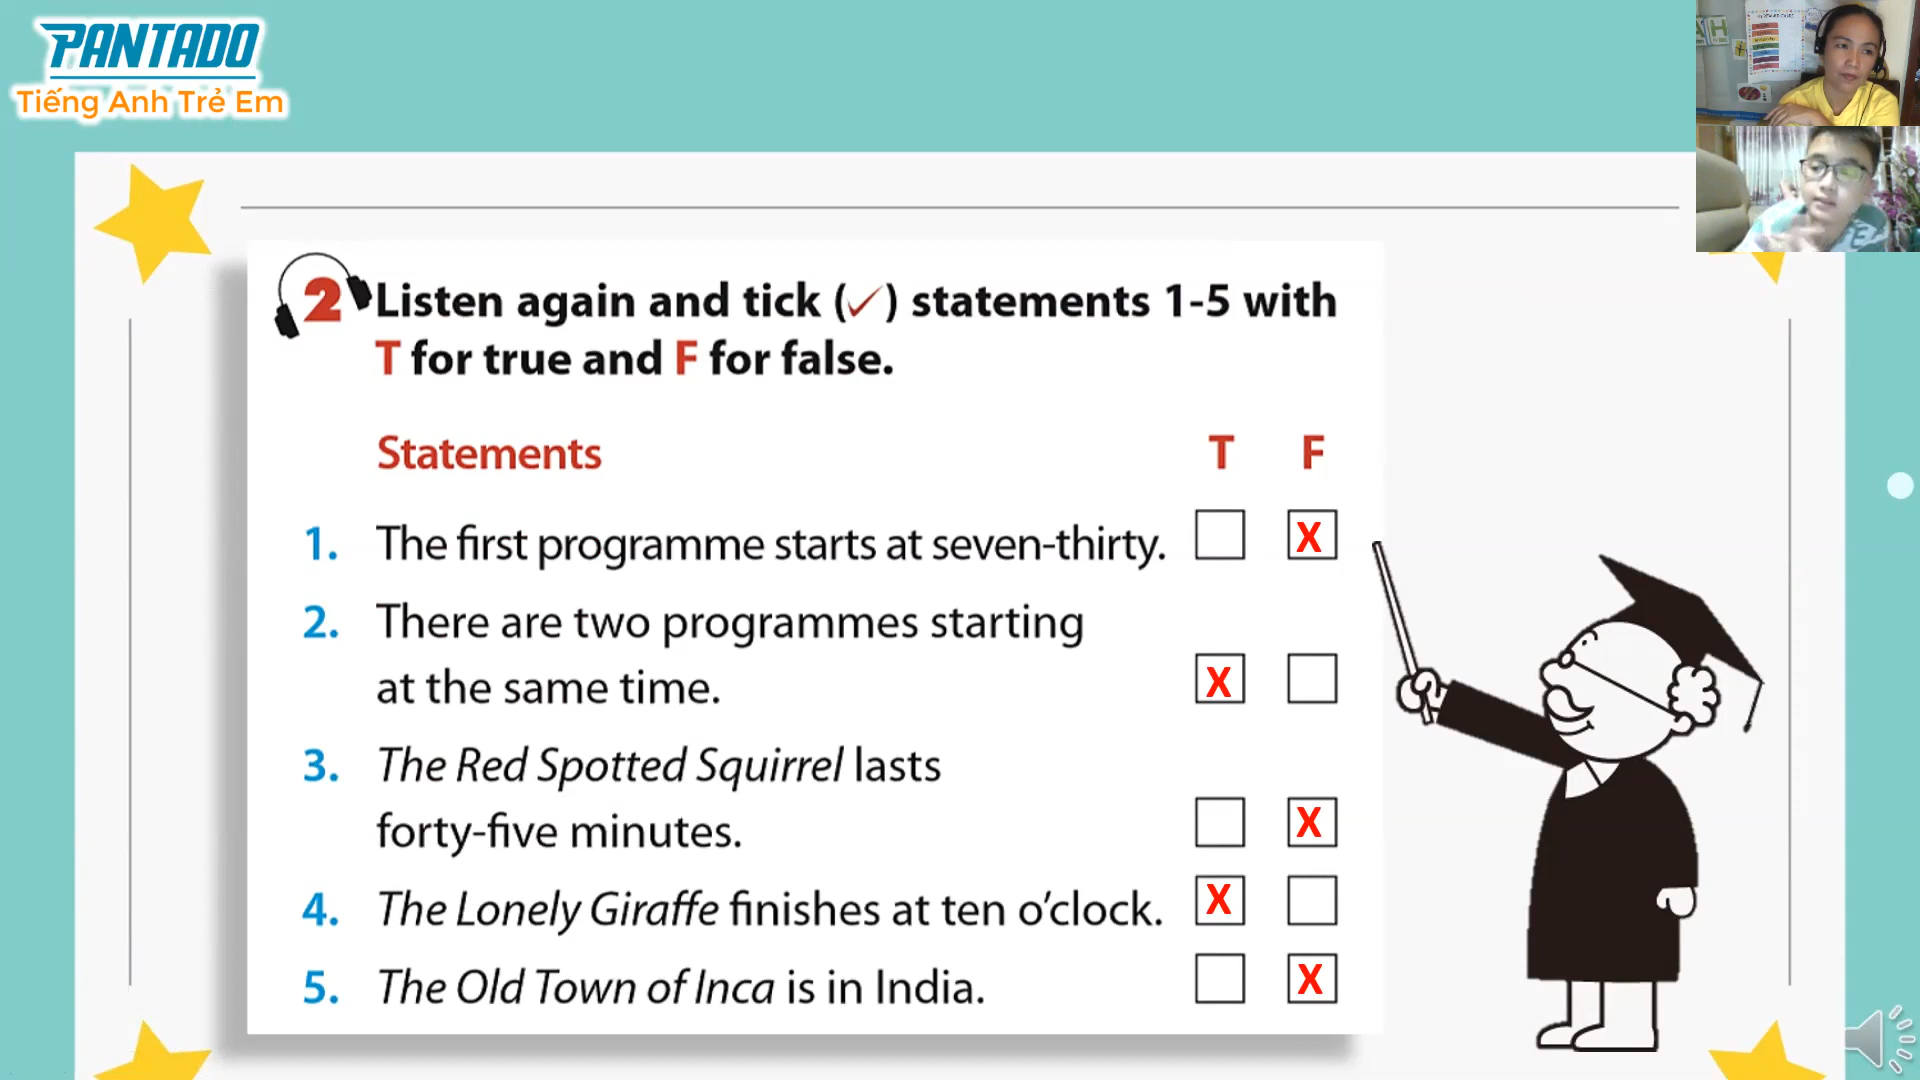 PANTADO
Tiếng Anh Trẻ Em
2 Listen again and tick (✓) statements 1-5 with
T for true and F for false.
Statements T F
1. The first programme starts at seven-thirty. X
2. There are two programmes starting
at the same time. X
3. The Red Spotted Squirrel lasts
forty-five minutes. X
4. The Lonely Giraffe finishes at ten o'clock. X
5. The Old Town of Inca is in India. X